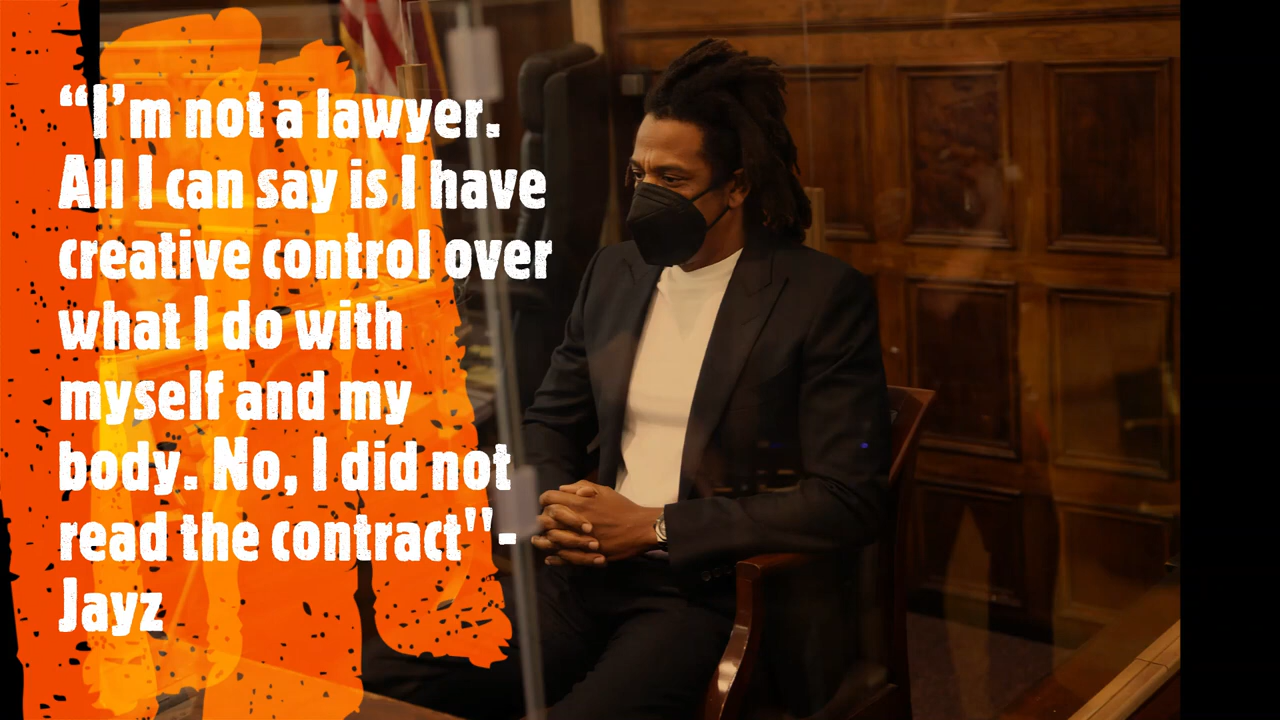 “I’m not a lawyer.
All I can say is I have
creative control over
what I do with
myself and my
body. No, I did not
read the contract"-
Jayz